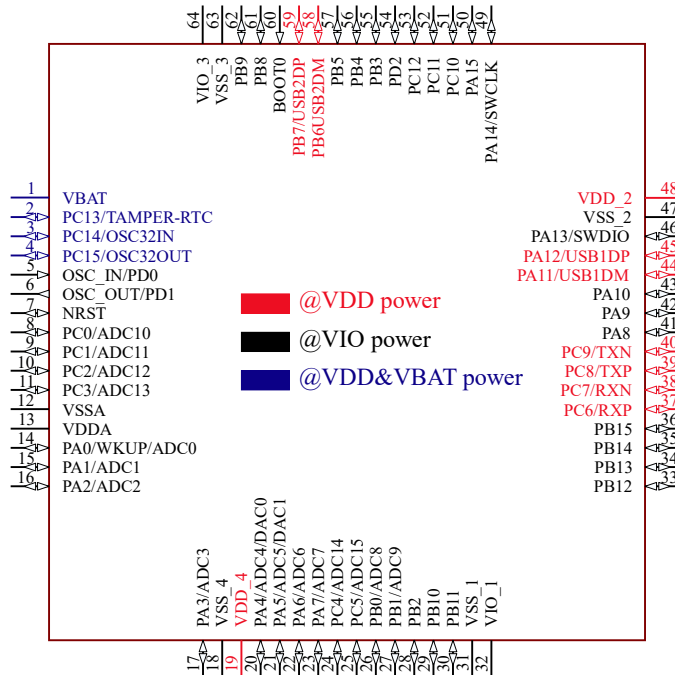 64 63 62 61 60 59 58 57 56 55 54 53 52 51 50 49
VIO_3
VSS_3
PB9
PB8
BOOT0
PB7/USB2DP
PB6USB2DM
PB5
PB4
PB3
PD2
PC12
PC11
PC10
PA15
PA14/SWCLK
1 VBAT
2 PC13/TAMPER-RTC
3 PC14/OSC32IN
4 PC15/OSC32OUT
5 OSC_IN/PD0
6 OSC_OUT/PD1
7 NRST
8 PC0/ADC10
9 PC1/ADC11
10 PC2/ADC12
11 PC3/ADC13
12 VSSA
13 VDDA
14 PA0/WKUP/ADC0
15 PA1/ADC1
16 PA2/ADC2
@VDD power
@VIO power
@VDD&VBAT power
VDD_2 48
VSS_2 47
PA13/SWDIO 46
PA12/USB1DP 45
PA11/USB1DM 44
PA10 43
PA9 42
PA8 41
PC9/TXN 40
PC8/TXP 39
PC7/RXN 38
PC6/RXP 37
PB15 36
PB14 35
PB13 34
PB12 33
PA3/ADC3
VSS_4
VDD_4
PA4/ADC4/DAC0
PA5/ADC5/DAC1
PA6/ADC6
PA7/ADC7
PC4/ADC14
PC5/ADC15
PB0/ADC8
PB1/ADC9
PB2
PB10
PB11
VSS_1
VIO_1
17 18 19 20 21 22 23 24 25 26 27 28 29 30 31 32